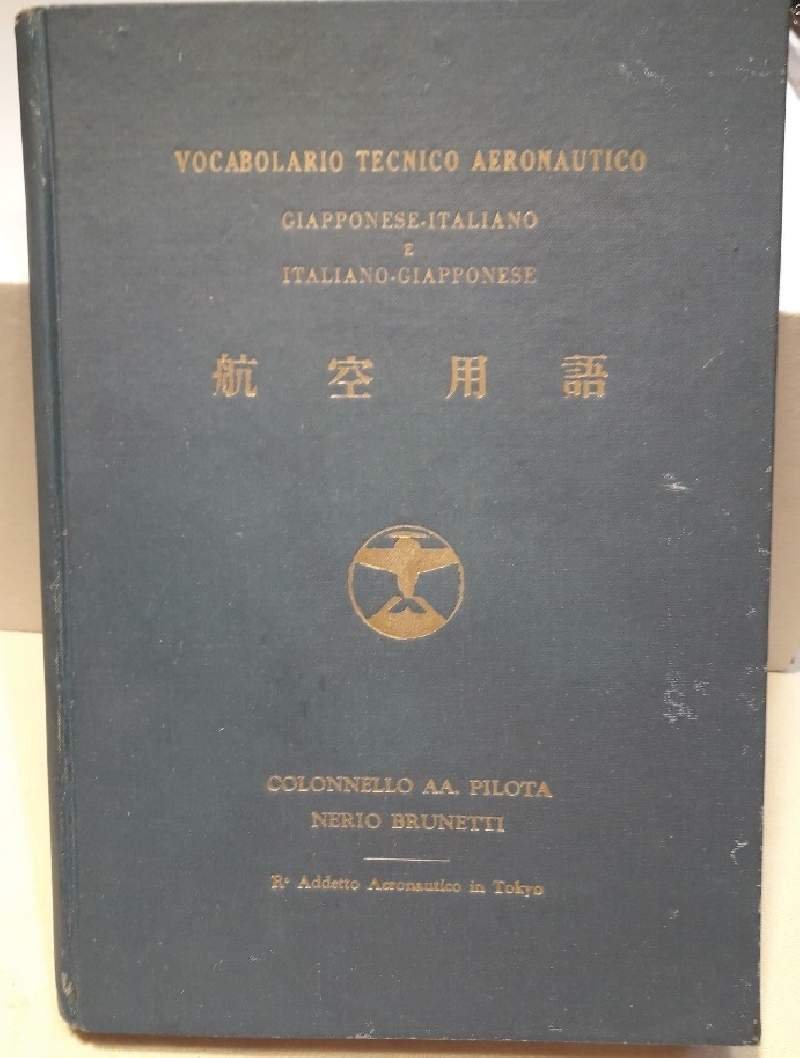 VOCABOLARIO TECNICO AERONAUTICO
GIAPPONESE-ITALIANO
E
ITALIANO-GIAPPONESE
航空用語
COLONNELLO AA. PILOTA
NERIO BRUNETTI
R° Addetto Aeronautico in Tokyo